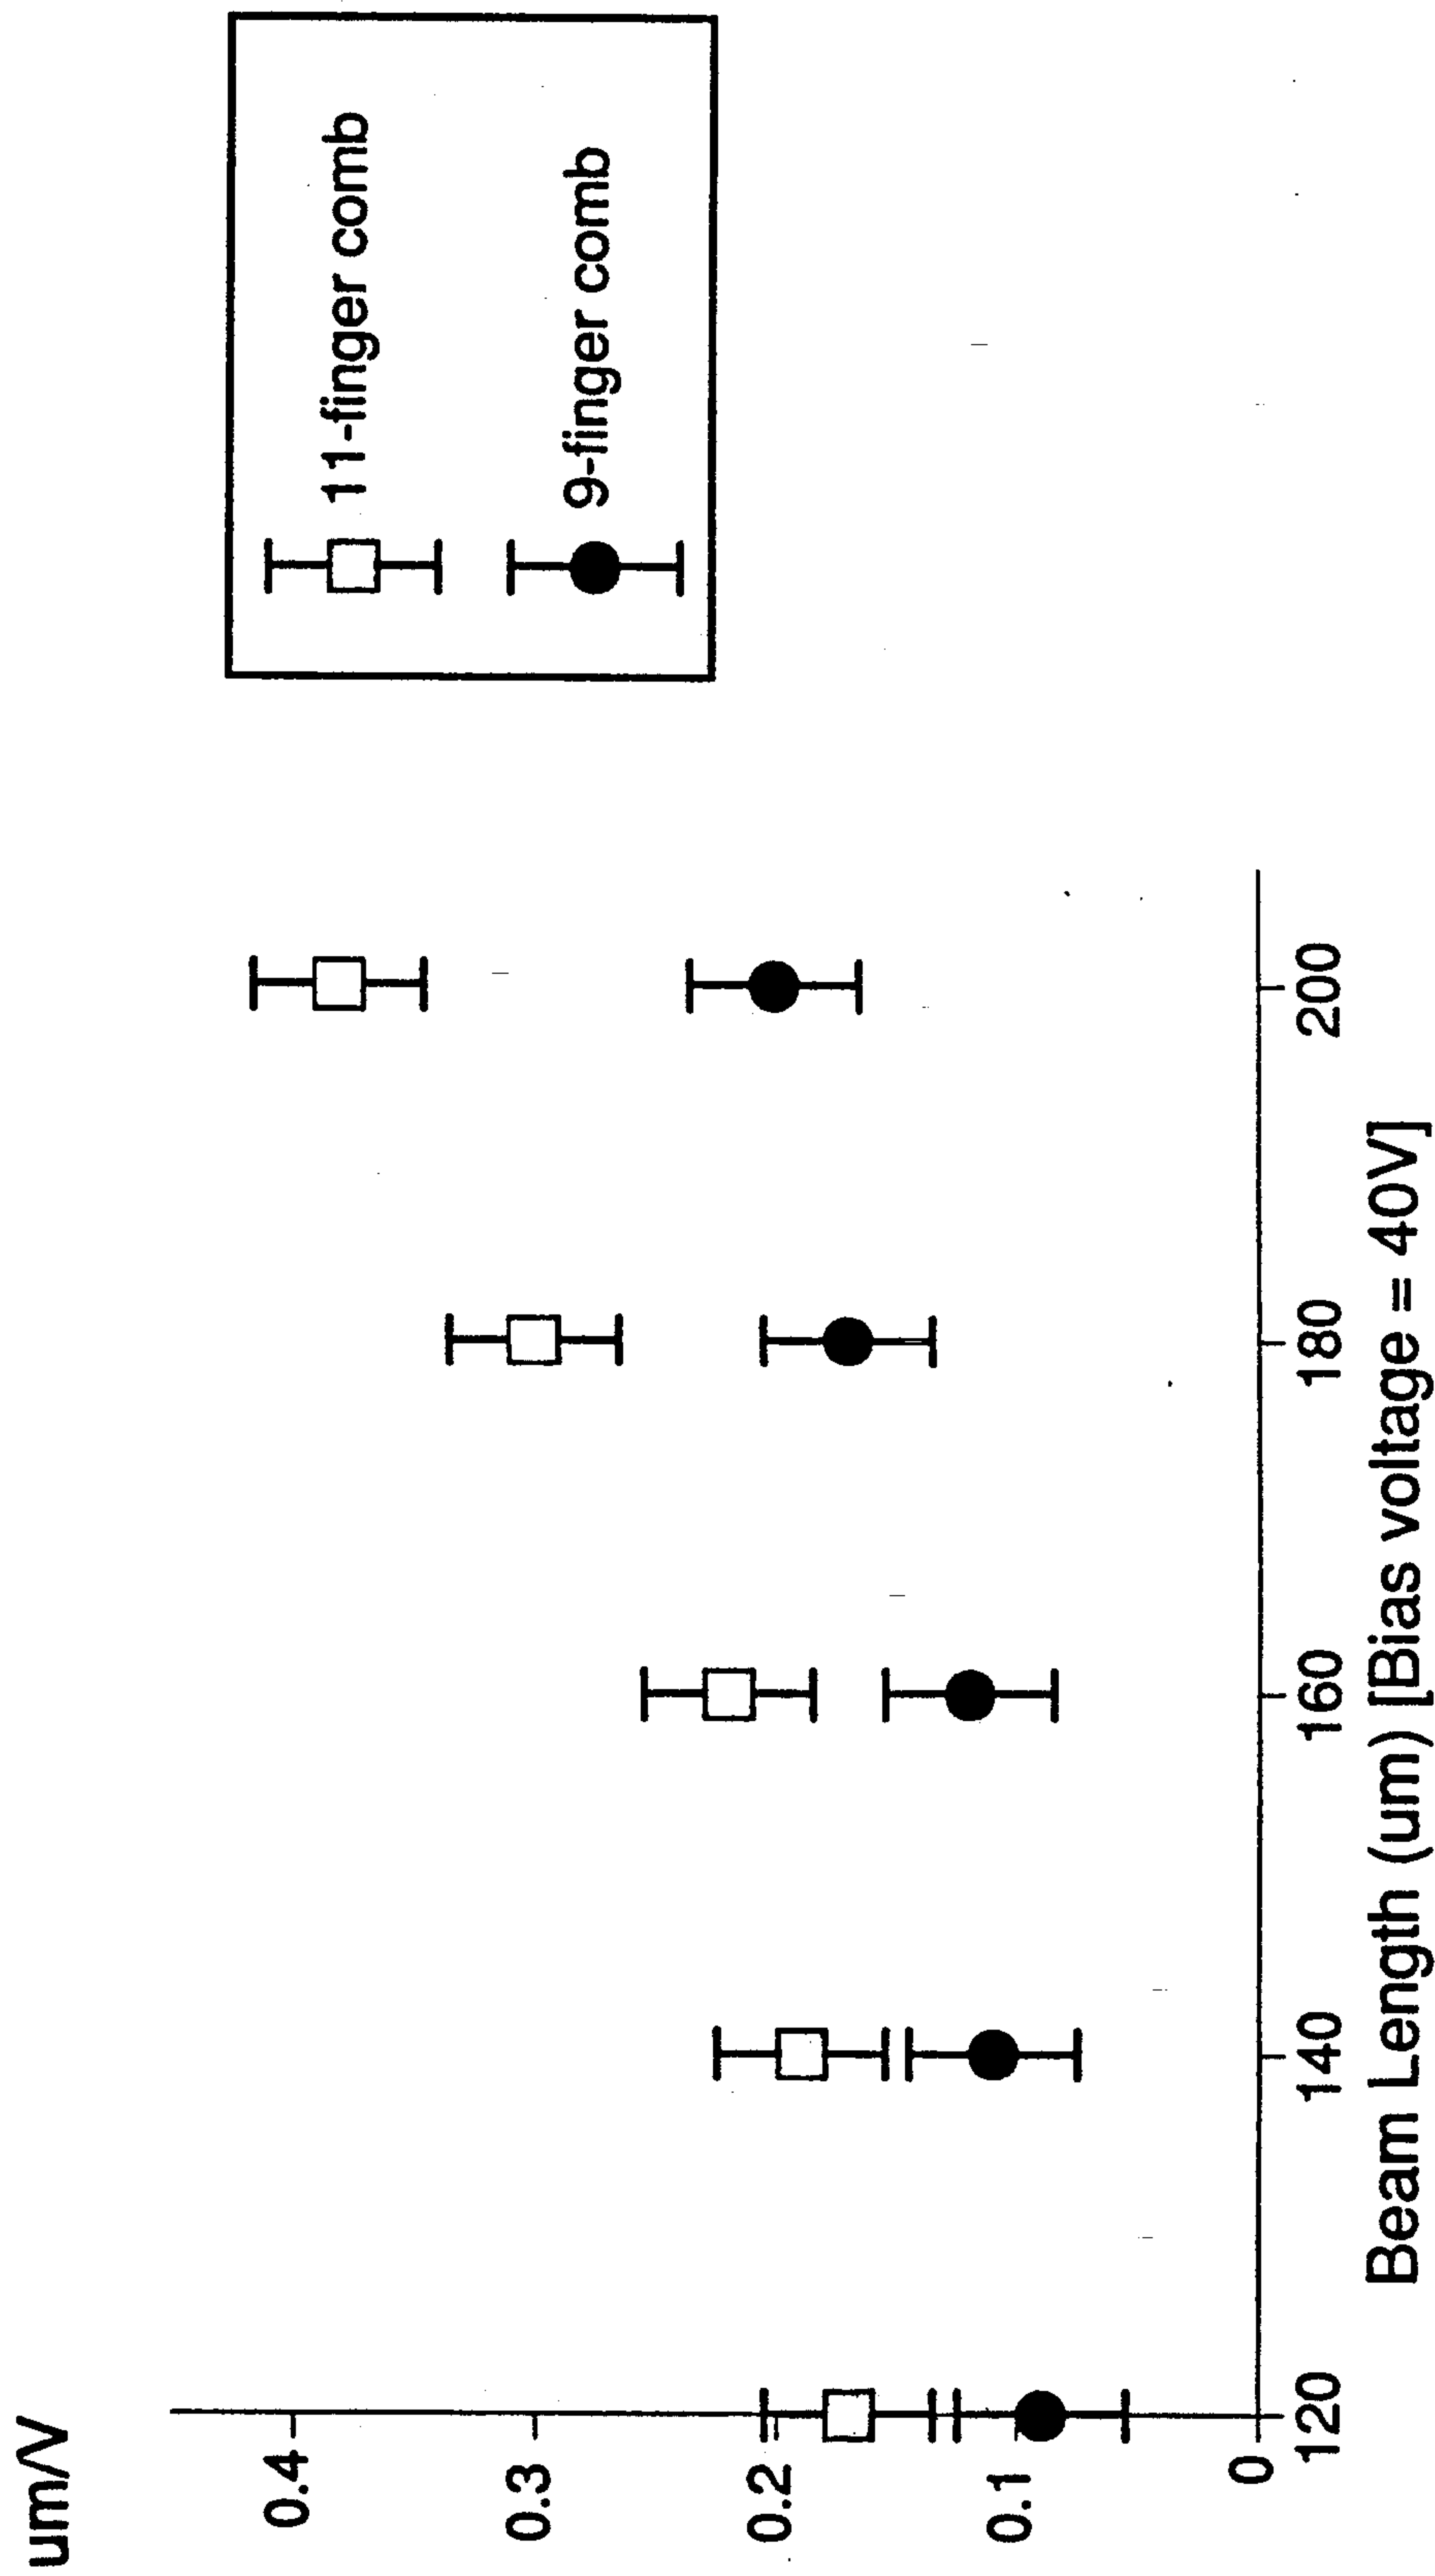 um/V
0.4
0.3
0.2
0.1
0
120
140
160
180
200
Beam Length (um) [Bias voltage = 40V]
11-finger comb
9-finger comb